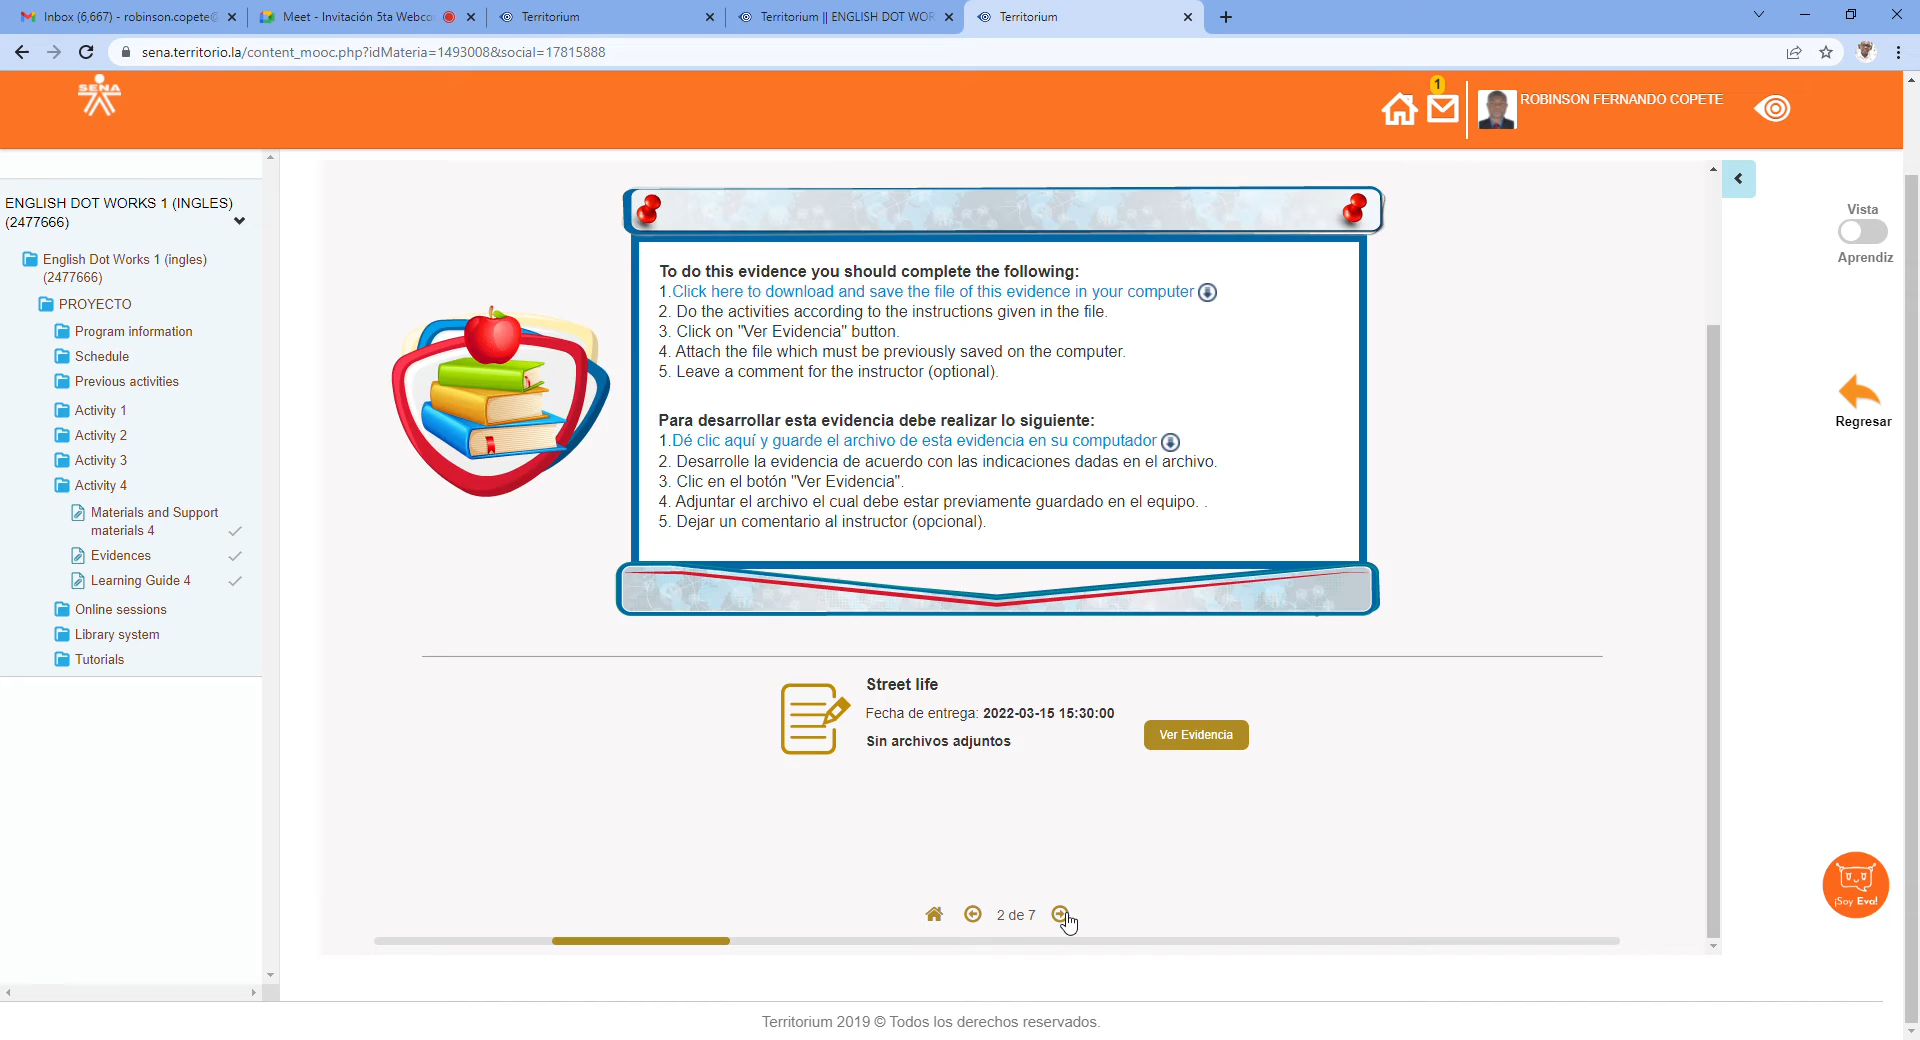 Inbox (6,667) - robinson.copete@
Meet - Invitación 5ta Webco
Territorium
Territorium || ENGLISH DOT WOR
Territorium
sena.territorio.la/content_mooc.php?idMateria=1493008&social=17815888
SENA
1
ROBINSON FERNANDO COPETE
ENGLISH DOT WORKS 1 (INGLES)
(2477666)
English Dot Works 1 (ingles)
(2477666)
PROYECTO
Program information
Schedule
Previous activities
Activity 1
Activity 2
Activity 3
Activity 4
Materials and Support
materials 4
Evidences
Learning Guide 4
Online sessions
Library system
Tutorials
To do this evidence you should complete the following:
1.Click here to download and save the file of this evidence in your computer
2. Do the activities according to the instructions given in the file.
3. Click on "Ver Evidencia" button.
4. Attach the file which must be previously saved on the computer.
5. Leave a comment for the instructor (optional).
Para desarrollar esta evidencia debe realizar lo siguiente:
1.Dé clic aquí y guarde el archivo de esta evidencia en su computador
2. Desarrolle la evidencia de acuerdo con las indicaciones dadas en el archivo.
3. Clic en el botón "Ver Evidencia".
4. Adjuntar el archivo el cual debe estar previamente guardado en el equipo. .
5. Dejar un comentario al instructor (opcional).
Street life
Fecha de entrega: 2022-03-15 15:30:00
Sin archivos adjuntos
Ver Evidencia
2 de 7
Vista
Aprendiz
Regresar
¡Soy Eva!
Territorium 2019 © Todos los derechos reservados.